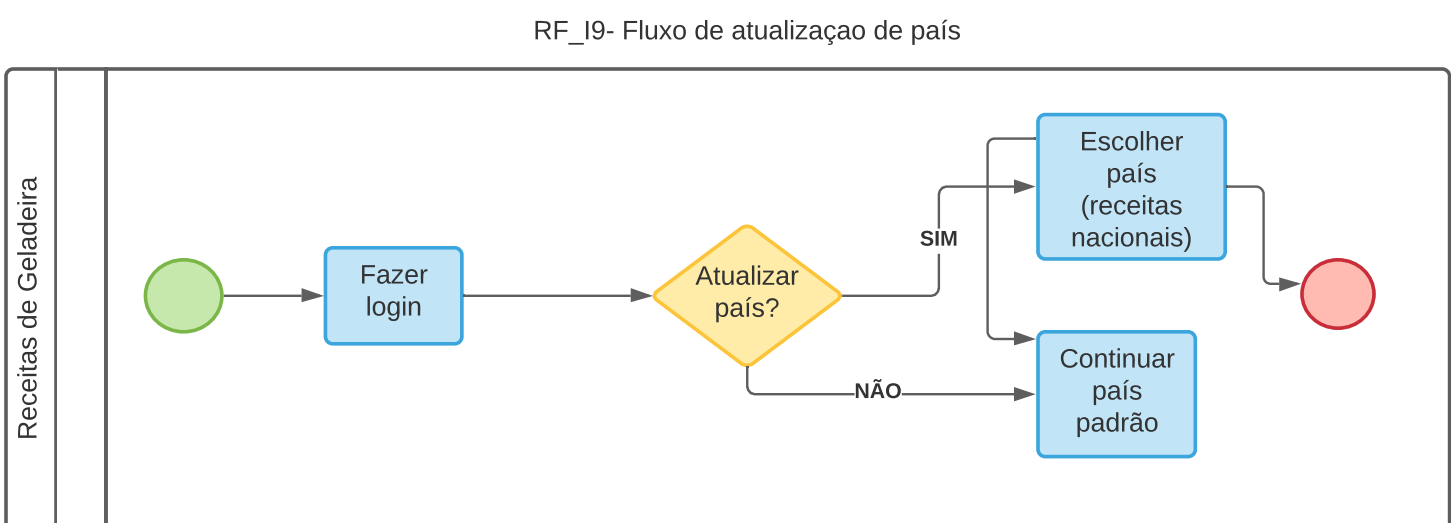 RF_I9- Fluxo de atualizaçao de país
Receitas de Geladeira
Fazer
login
Atualizar
país?
SIM
NÃO
Escolher
país
(receitas
nacionais)
Continuar
país
padrão